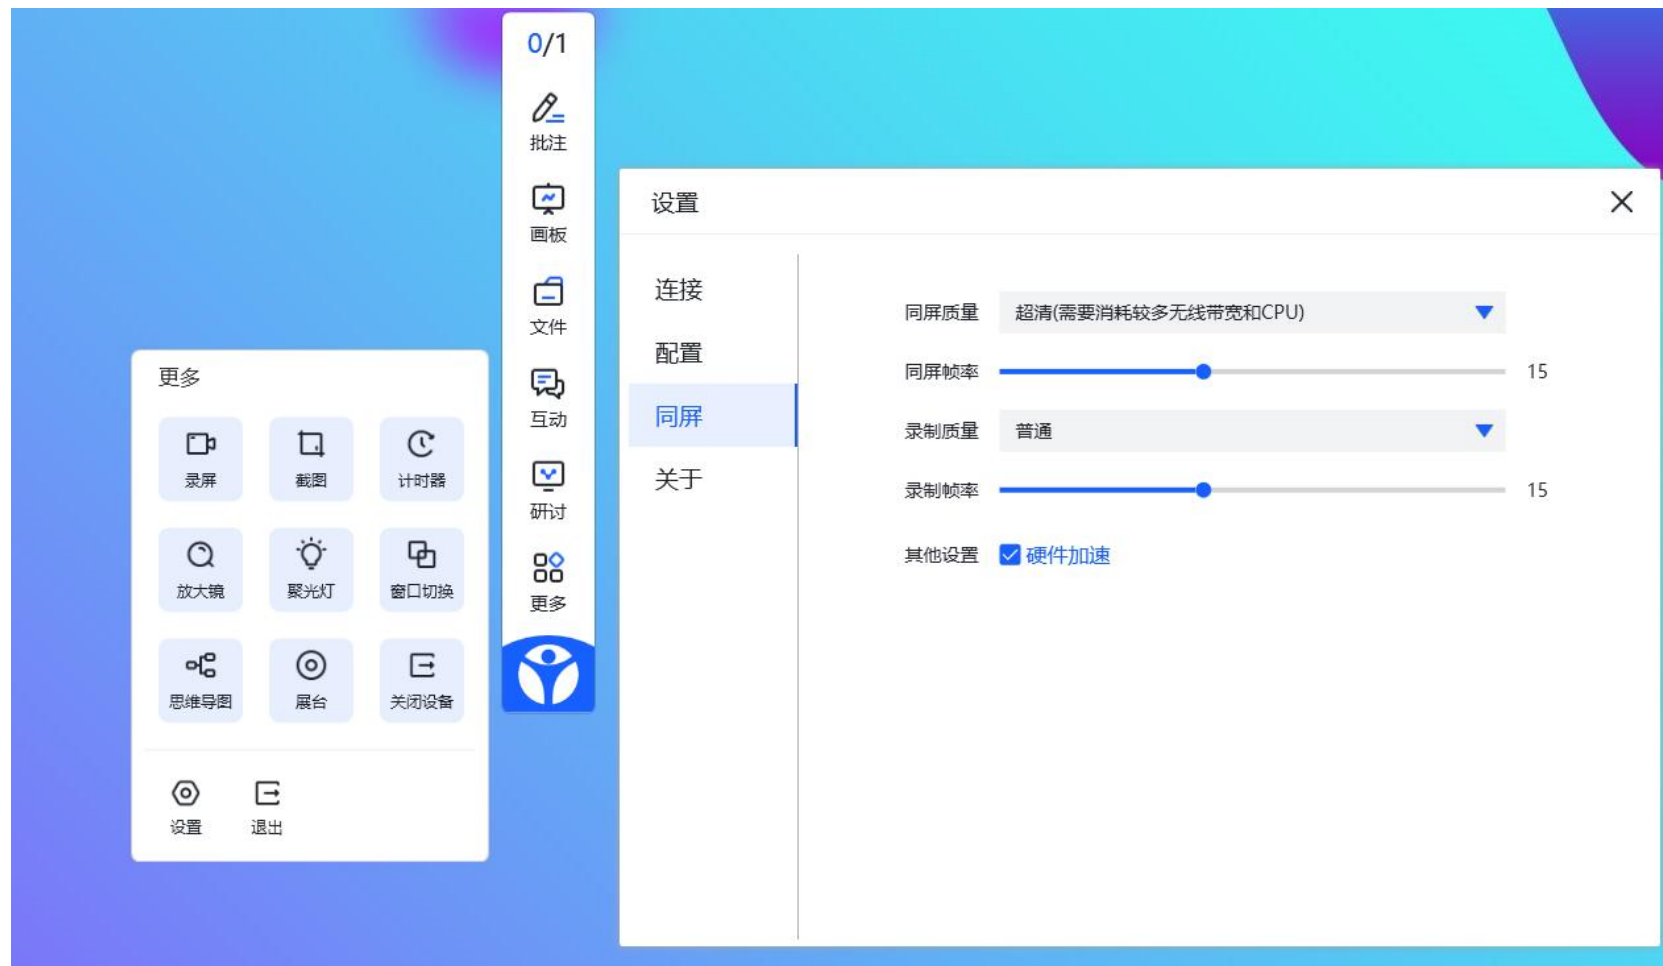 0/1
批注
画板
文件
互动
研讨
更多
更多
录屏 截图 计时器
放大镜 聚光灯 窗口切换
思维导图 展台 关闭设备
设置 退出
设置
连接
配置
同屏
关于
同屏质量 超清(需要消耗较多无线带宽和CPU)
同屏帧率 15
录制质量 普通
录制帧率 15
其他设置 硬件加速